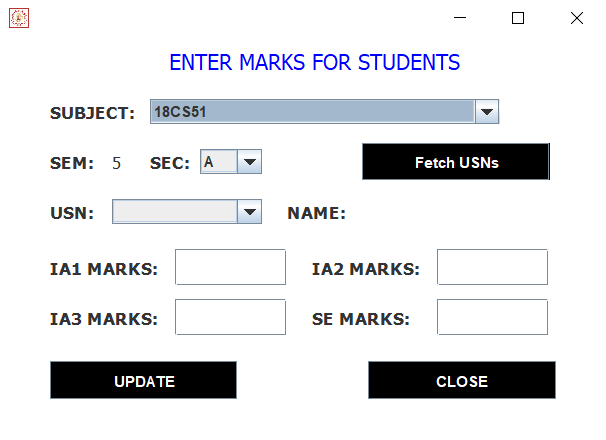 ENTER MARKS FOR STUDENTS
SUBJECT: 18CS51
SEM: 5 SEC: A Fetch USNs
USN: NAME:
IA1 MARKS: IA2 MARKS:
IA3 MARKS: SE MARKS:
UPDATE CLOSE